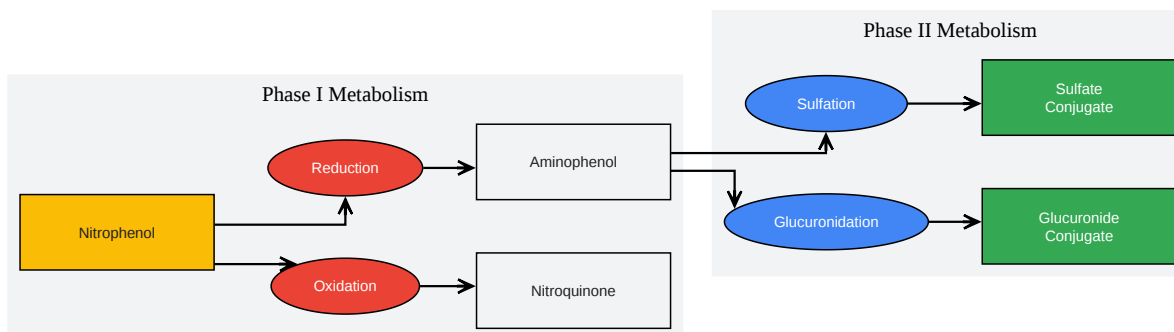 Phase II Metabolism
Phase I Metabolism
Sulfation
Sulfate
Conjugate
Reduction
Aminophenol
Nitrophenol
Glucuronidation
Glucuronide
Conjugate
Oxidation
Nitroquinone